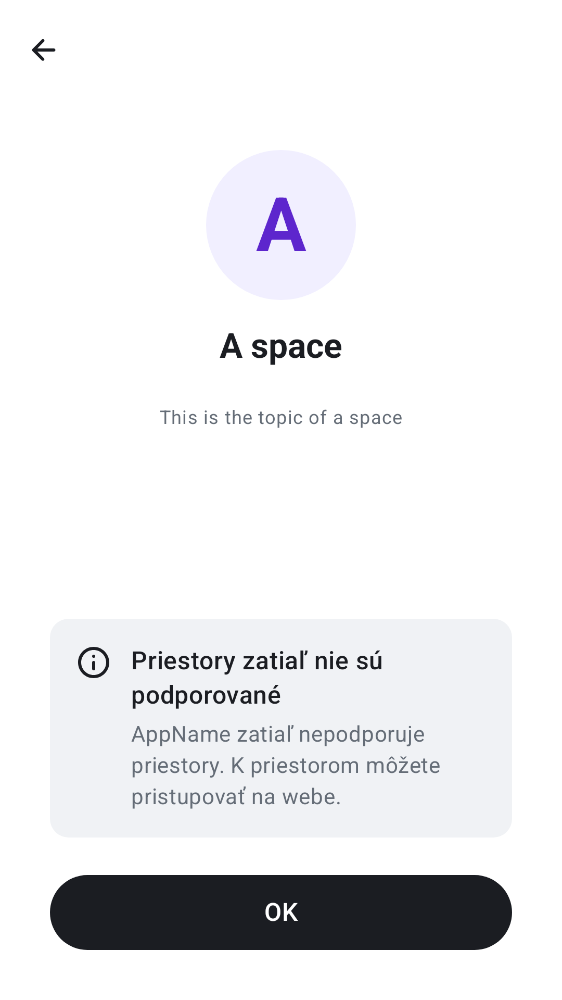 A
A space
This is the topic of a space
Priestory zatiaľ nie sú
podporované
AppName zatiaľ nepodporuje
priestory. K priestorom môžete
pristupovať na webe.
OK